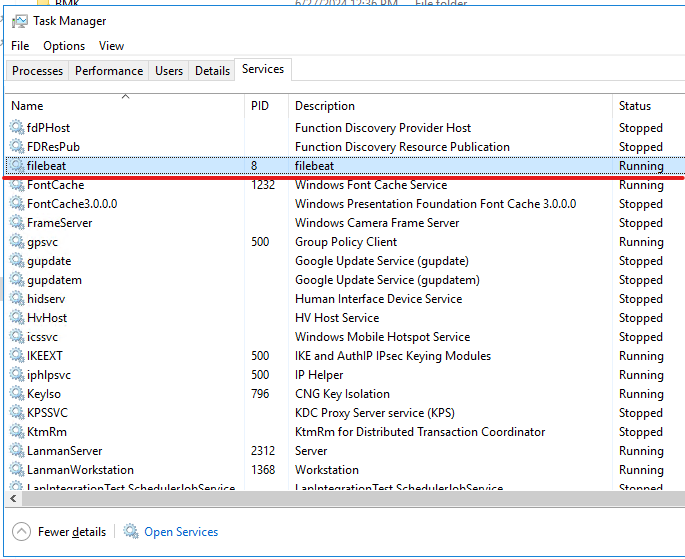 BMK 6/27/2024 12:36 PM File folder
Task Manager
File Options View
Processes Performance Users Details Services
Name PID Description Status
fdPHost Function Discovery Provider Host Stopped
FDResPub Function Discovery Resource Publication Stopped
filebeat 8 filebeat Running
FontCache 1232 Windows Font Cache Service Running
FontCache3.0.0.0 Windows Presentation Foundation Font Cache 3.0.0.0 Stopped
FrameServer Windows Camera Frame Server Stopped
gpsvc 500 Group Policy Client Running
gupdate Google Update Service (gupdate) Stopped
gupdatem Google Update Service (gupdatem) Stopped
hidserv Human Interface Device Service Stopped
HvHost HV Host Service Stopped
icssvc Windows Mobile Hotspot Service Stopped
IKEEXT 500 IKE and AuthIP IPsec Keying Modules Running
iphlpsvc 500 IP Helper Running
KeyIso 796 CNG Key Isolation Running
KPSSVC KDC Proxy Server service (KPS) Stopped
KtmRm KtmRm for Distributed Transaction Coordinator Stopped
LanmanServer 2312 Server Running
LanmanWorkstation 1368 Workstation Running
LanIntegrationTest.SchedulerJobService LanIntegrationTest.SchedulerJobService Stopped
Fewer details Open Services